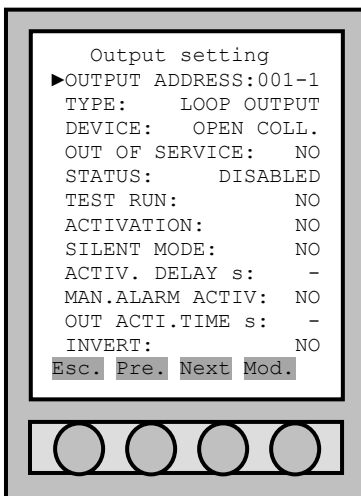 Output setting
►OUTPUT ADDRESS:001-1
TYPE: LOOP OUTPUT
DEVICE: OPEN COLL.
OUT OF SERVICE: NO
STATUS: DISABLED
TEST RUN: NO
ACTIVATION: NO
SILENT MODE: NO
ACTIV. DELAY s: -
MAN.ALARM ACTIV: NO
OUT ACTI.TIME s: -
INVERT: NO
Esc. Pre. Next Mod.